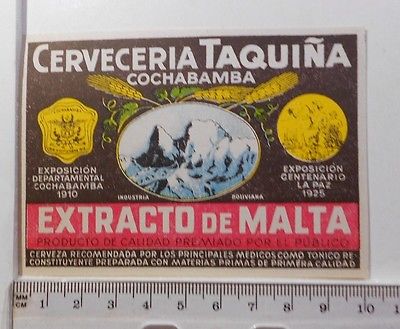 CERVECERIA TAQUIÑA
COCHABAMBA
EXPOSICIÓN
DEPARTAMENTAL
COCHABAMBA
1910
EXPOSICIÓN
CENTENARIO
LA PAZ
1925
INDUSTRIA BOLIVIANA
EXTRACTO DE MALTA
PRODUCTO DE CALIDAD PREMIADO POR EL PÚBLICO
CERVEZA RECOMENDADA POR LOS PRINCIPALES MEDICOS COMO TONICO RE-
CONSTITUYENTE PREPARADA CON MATERIAS PRIMAS DE PRIMERA CALIDAD
MM
CM
1 2 3 4 5 6 7 8 9 10